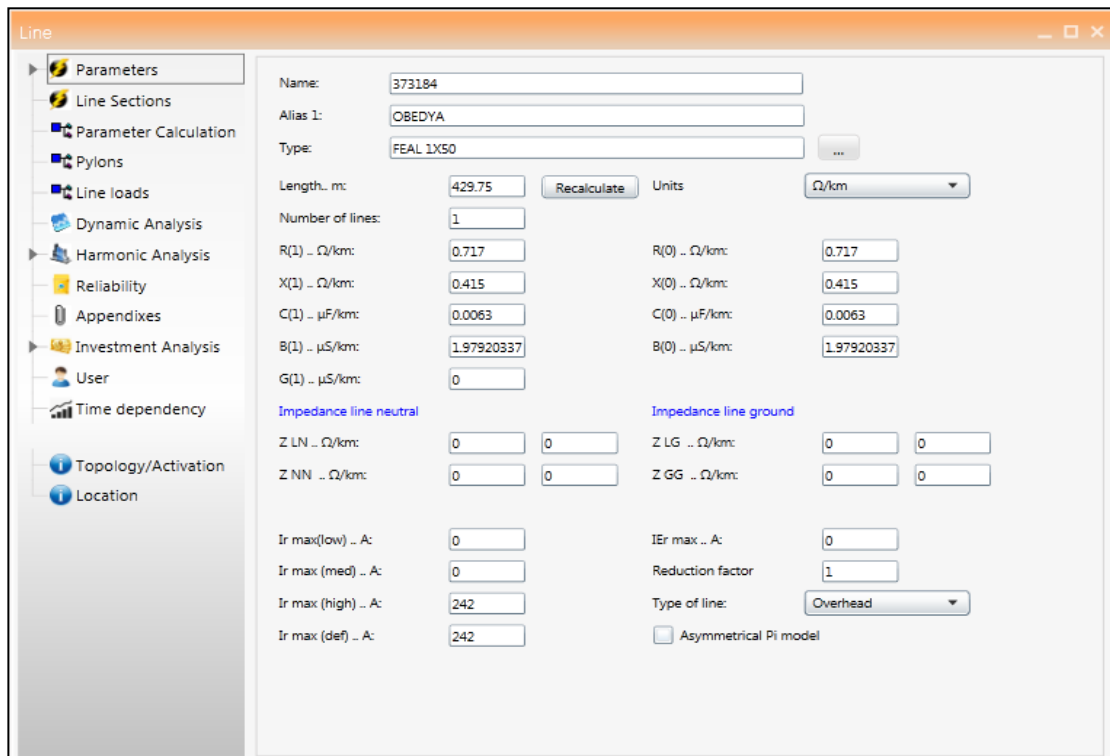 Line
Parameters
Line Sections
Parameter Calculation
Pylons
Line loads
Dynamic Analysis
Harmonic Analysis
Reliability
Appendixes
Investment Analysis
User
Time dependency
Topology/Activation
Location
Name: 373184
Alias 1: OBEDYA
Type: FEAL 1X50 ...
Length.. m: 429.75 Recalculate Units Ω/km
Number of lines: 1
R(1) .. Ω/km: 0.717 R(0) .. Ω/km: 0.717
X(1) .. Ω/km: 0.415 X(0) .. Ω/km: 0.415
C(1) .. µF/km: 0.0063 C(0) .. µF/km: 0.0063
B(1) .. µS/km: 1.97920337 B(0) .. µS/km: 1.97920337
G(1) .. µS/km: 0
Impedance line neutral Impedance line ground
Z LN .. Ω/km: 0 0 Z LG .. Ω/km: 0 0
Z NN .. Ω/km: 0 0 Z GG .. Ω/km: 0 0
Ir max(low) .. A: 0 IEr max .. A: 0
Ir max (med) .. A: 0 Reduction factor 1
Ir max (high) .. A: 242 Type of line: Overhead
Ir max (def) .. A: 242 Asymmetrical Pi model